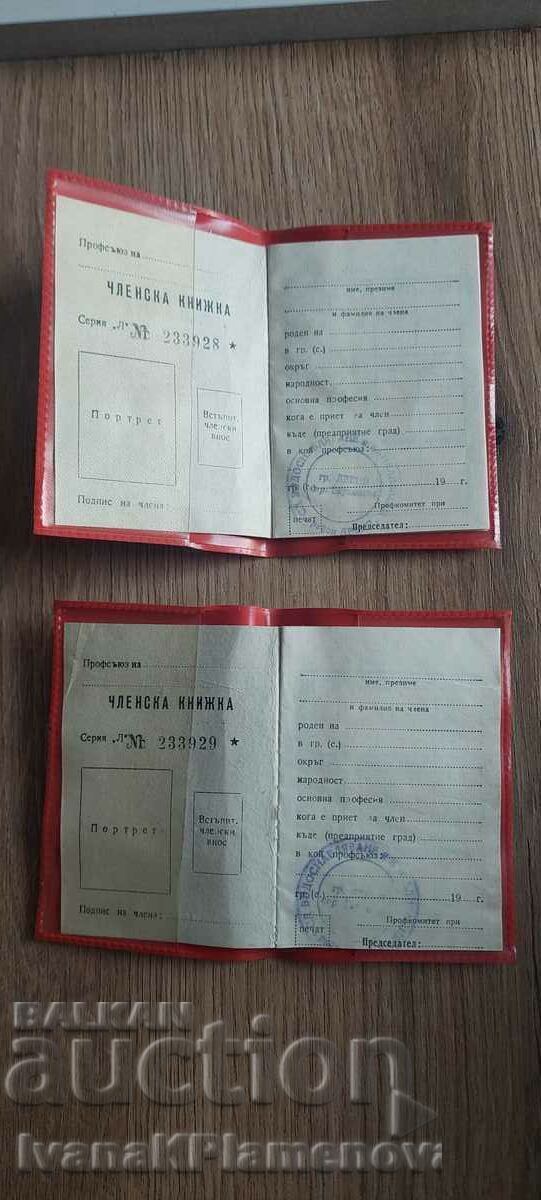 Профсъюз на
ЧЛЕНСКА КНИЖКА
Серия „Л" № 233928 ★
Портрет
Встъпит.
членски
внос
Подпис на члена:
име, презиме
и фамилия на члена
роден на
в гр. (с.)
окръг
народност
основна професия
кога е приет за член
къде (предприятие град)
в кой профсъюз:
гр. (с.) 19 г.
Профкомитет при
печат
Председател:
Профсъюз на
ЧЛЕНСКА КНИЖКА
Серия „Л" № 233929 ★
Портрет
Встъпит.
членски
внос
Подпис на члена:
име, презиме
и фамилия на члена
роден на
в гр. (с.)
окръг
народност
основна професия
кога е приет за член
къде (предприятие град)
в кой профсъюз:
гр. (с.) 19 г.
Профкомитет при
печат
Председател:
BALKAN
auction
IvanaKPlamenova